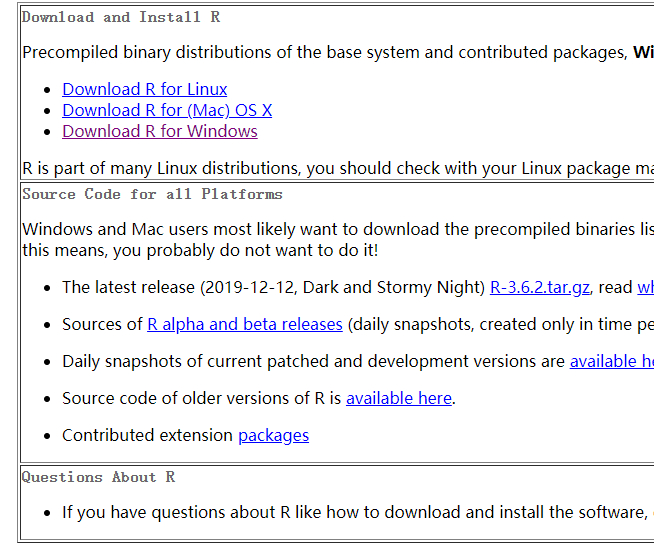 Download and Install R
Precompiled binary distributions of the base system and contributed packages,
Download R for Linux
Download R for (Mac) OS X
Download R for Windows
R is part of many Linux distributions, you should check with your Linux package
Source Code for all Platforms
Windows and Mac users most likely want to download the precompiled binaries
this means, you probably do not want to do it!
The latest release (2019-12-12, Dark and Stormy Night) R-3.6.2.tar.gz, read
Sources of R alpha and beta releases (daily snapshots, created only in time
Daily snapshots of current patched and development versions are available
Source code of older versions of R is available here.
Contributed extension packages
Questions About R
If you have questions about R like how to download and install the software,